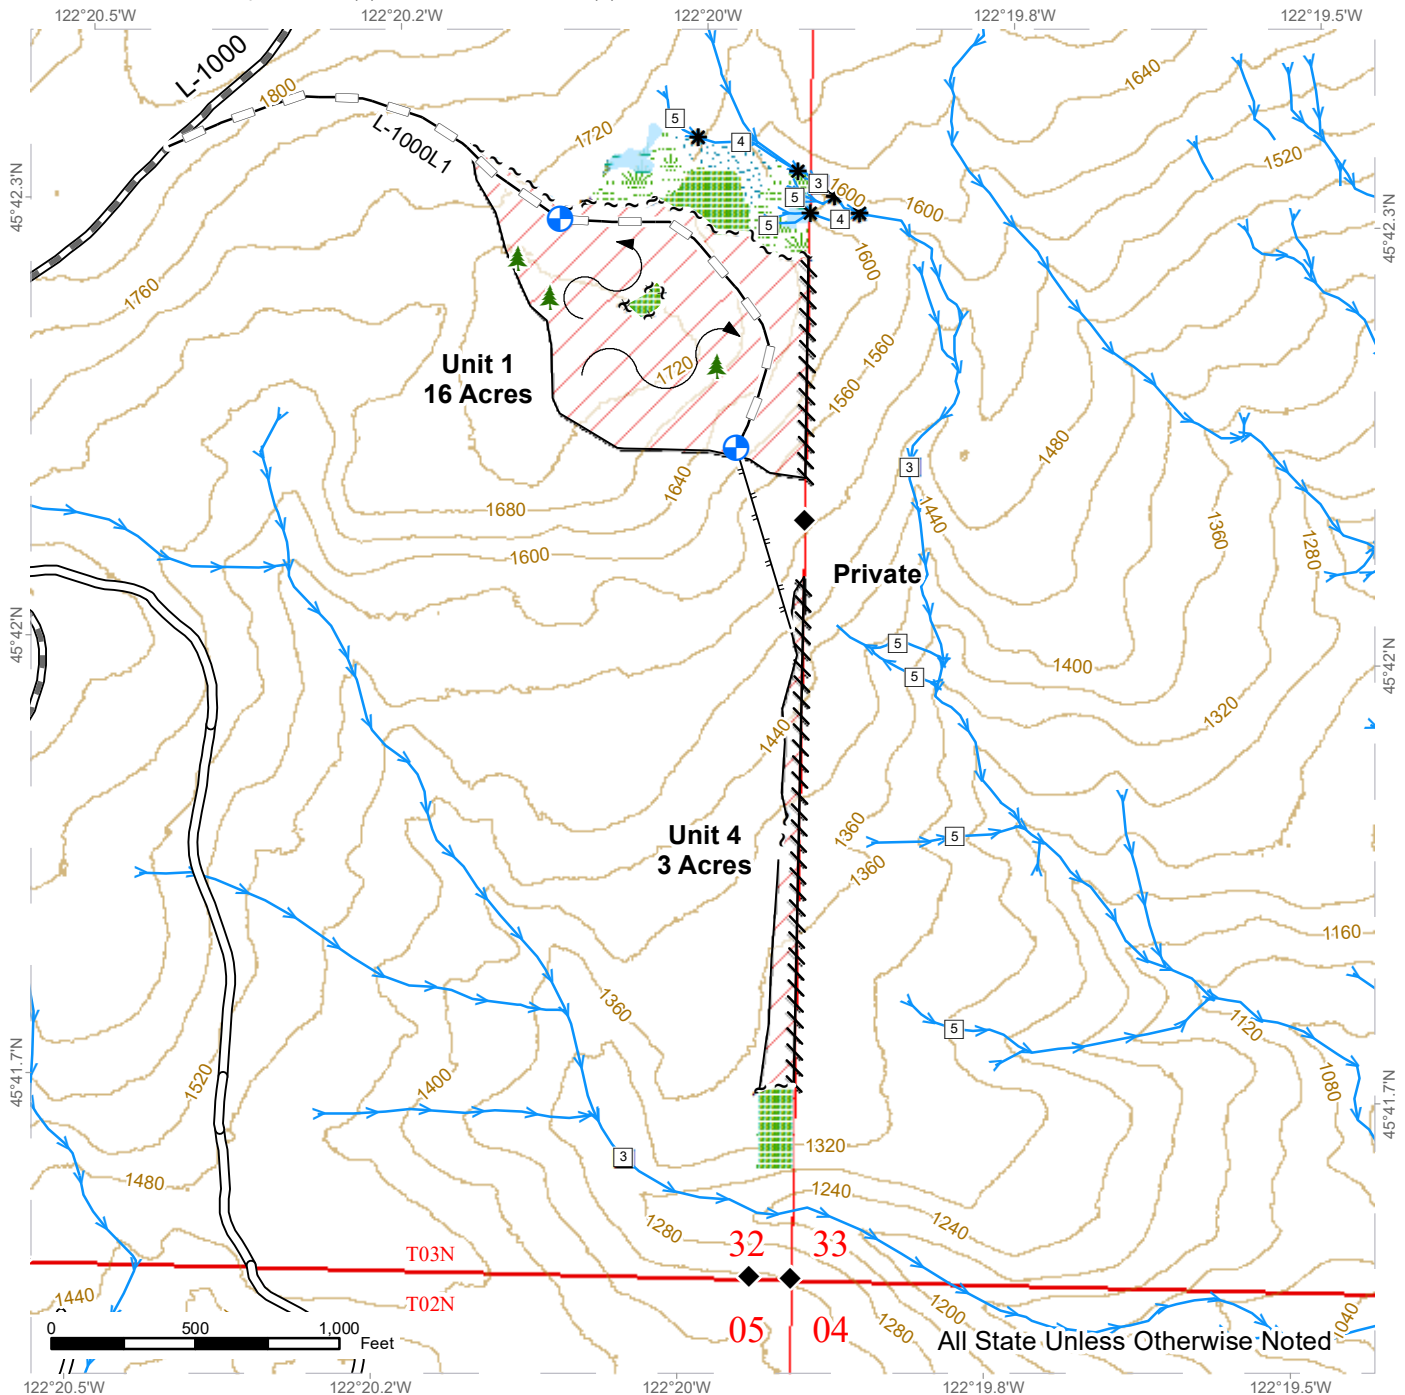 122°20.5'W
122°20.2'W
122°20'W
122°19.8'W
122°19.5'W
L-1000
1800
L-1000L1
1720
5
4
1640
1520
45°42.3'N
3
1600
5
1600
5
4
45°42.3'N
1600
1760
Unit 1
16 Acres
1720
1560
1560
1480
1640
3
1440
1680
1600
1360
1280
Private
45°42'N
5
5
1400
45°42'N
1320
1440
Unit 4
3 Acres
1360
5
1360
1160
1360
5
1120
45°41.7'N
1520
1400
1080
45°41.7'N
1320
3
1480
1240
1280
1240
32
33
T03N
T02N
1440
1200
1280
1040
05
04
0
500
1,000
Feet
All State Unless Otherwise Noted
122°20.5'W
122°20.2'W
122°20'W
122°19.8'W
122°19.5'W